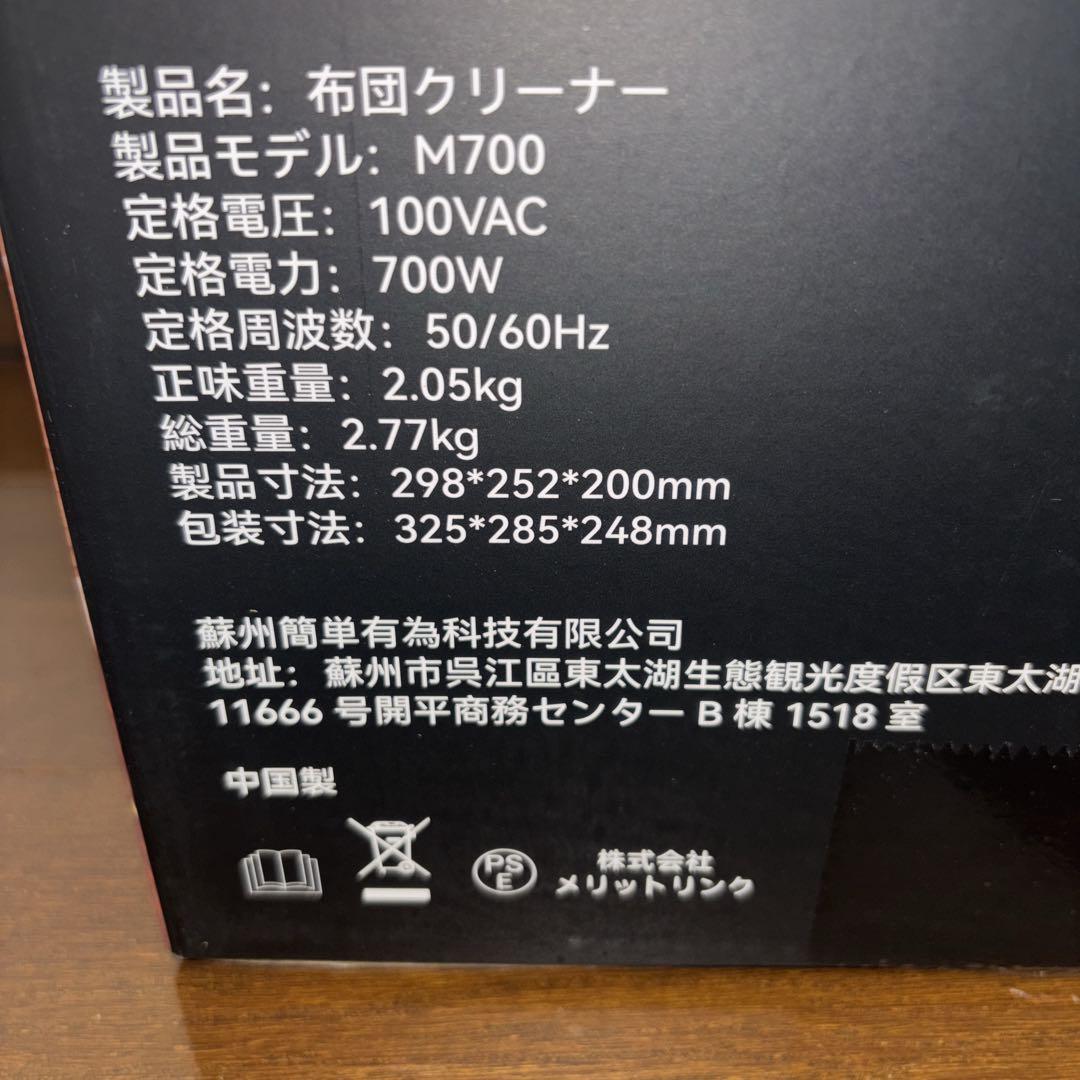 製品名：布団クリーナー
製品モデル：M700
定格電圧：100VAC
定格電力：700W
定格周波数：50/60Hz
正味重量：2.05kg
総重量：2.77kg
製品寸法：298*252*200mm
包装寸法：325*285*248mm
蘇州簡単有為科技有限公司
地址：蘇州市呉江區東太湖生態観光度假区東太湖
11666 号開平商務センター B 棟 1518 室
中国製
PSE
株式会社
メリットリンク